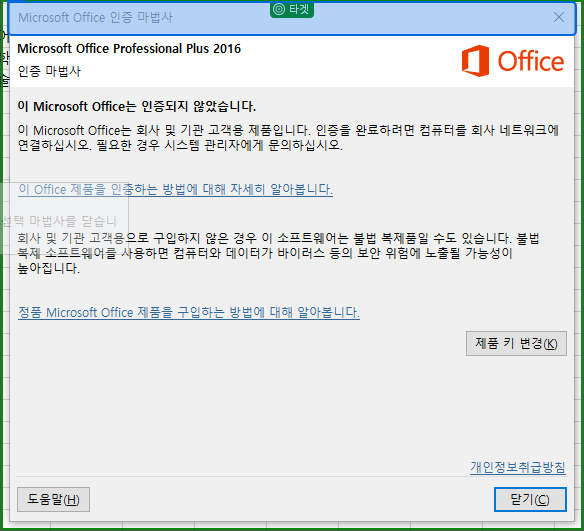 Microsoft Office 인증 마법사
타겟
Microsoft Office Professional Plus 2016
인증 마법사
Office
이 Microsoft Office는 인증되지 않았습니다.
이 Microsoft Office는 회사 및 기관 고객용 제품입니다. 인증을 완료하려면 컴퓨터를 회사 네트워크에
연결하십시오. 필요한 경우 시스템 관리자에게 문의하십시오.
이 Office 제품을 인증하는 방법에 대해 자세히 알아봅니다.
선택 마법사를 닫습니
회사 및 기관 고객용으로 구입하지 않은 경우 이 소프트웨어는 불법 복제품일 수도 있습니다. 불법
복제 소프트웨어를 사용하면 컴퓨터와 데이터가 바이러스 등의 보안 위험에 노출될 가능성이
높아집니다.
정품 Microsoft Office 제품을 구입하는 방법에 대해 알아봅니다.
제품 키 변경(K)
개인정보취급방침
도움말(H)
닫기(C)